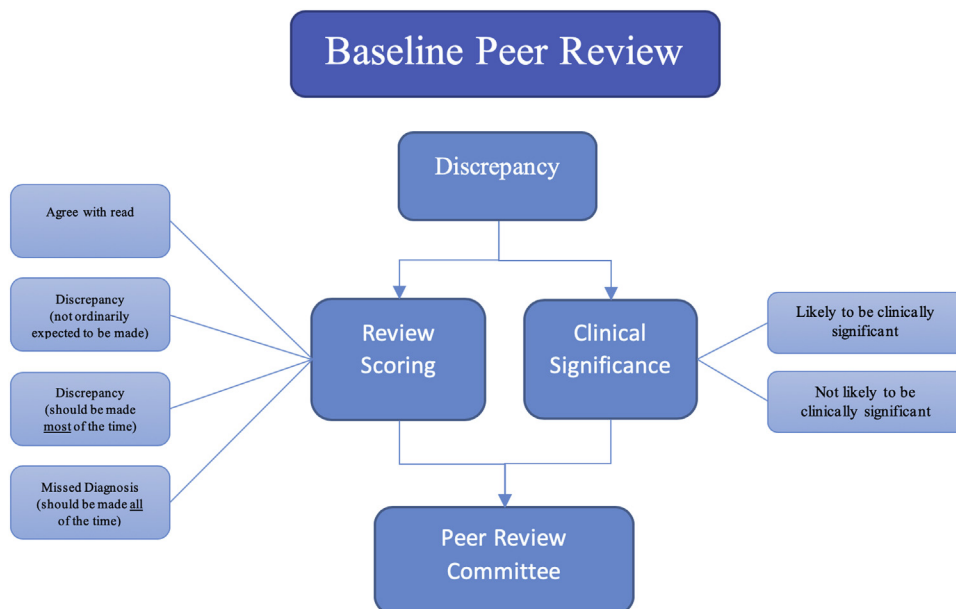 Baseline Peer Review
Discrepancy
Agree with read
Discrepancy
(not ordinarily
expected to be made)
Discrepancy
(should be made
most of the time)
Missed Diagnosis
(should be made all
of the time)
Review
Scoring
Clinical
Significance
Likely to be clinically
significant
Not likely to be
clinically significant
Peer Review
Committee